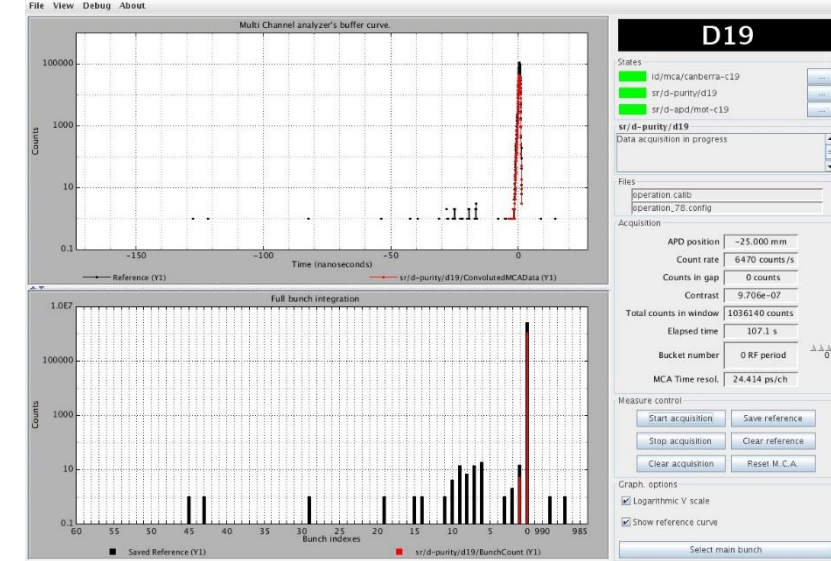 File View Debug About
Multi Channel analyzer's buffer curve.
100000
1000
10
0.1
Counts
-150 -100 -50 0
Time (nanoseconds)
Reference (Y1) sr/d-purity/d19/ConvolutedMCAData (Y1)
Full bunch integration
1.0E7
100000
1000
10
0.1
Counts
60 55 50 45 40 35 30 25 20 15 10 5 0 990 985
Bunch indexes
Saved Reference (Y1) sr/d-purity/d19/BunchCount (Y1)
D19
States
id/mca/canberra-c19 ...
sr/d-purity/d19 ...
sr/d-apd/mot-c19 ...
sr/d-purity/d19
Data acquisition in progress
Files
operation.calib
operation_7B.config
Acquisition
APD position -25.000 mm
Count rate 6470 counts/s
Counts in gap 0 counts
Contrast 9.706e-07
Total counts in window 1036140 counts
Elapsed time 107.1 s
Bucket number 0 RF period
0
MCA Time resol. 24.414 ps/ch
Measure control
Start acquisition Save reference
Stop acquisition Clear reference
Clear acquisition Reset M.C.A.
Graph. options
Logarithmic V scale
Show reference curve
Select main bunch